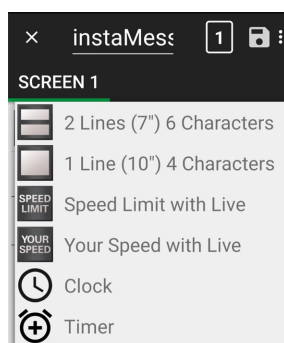 × instaMess 1
SCREEN 1
2 Lines (7") 6 Characters
1 Line (10") 4 Characters
SPEED
LIMIT
Speed Limit with Live
YOUR
SPEED
Your Speed with Live
Clock
Timer